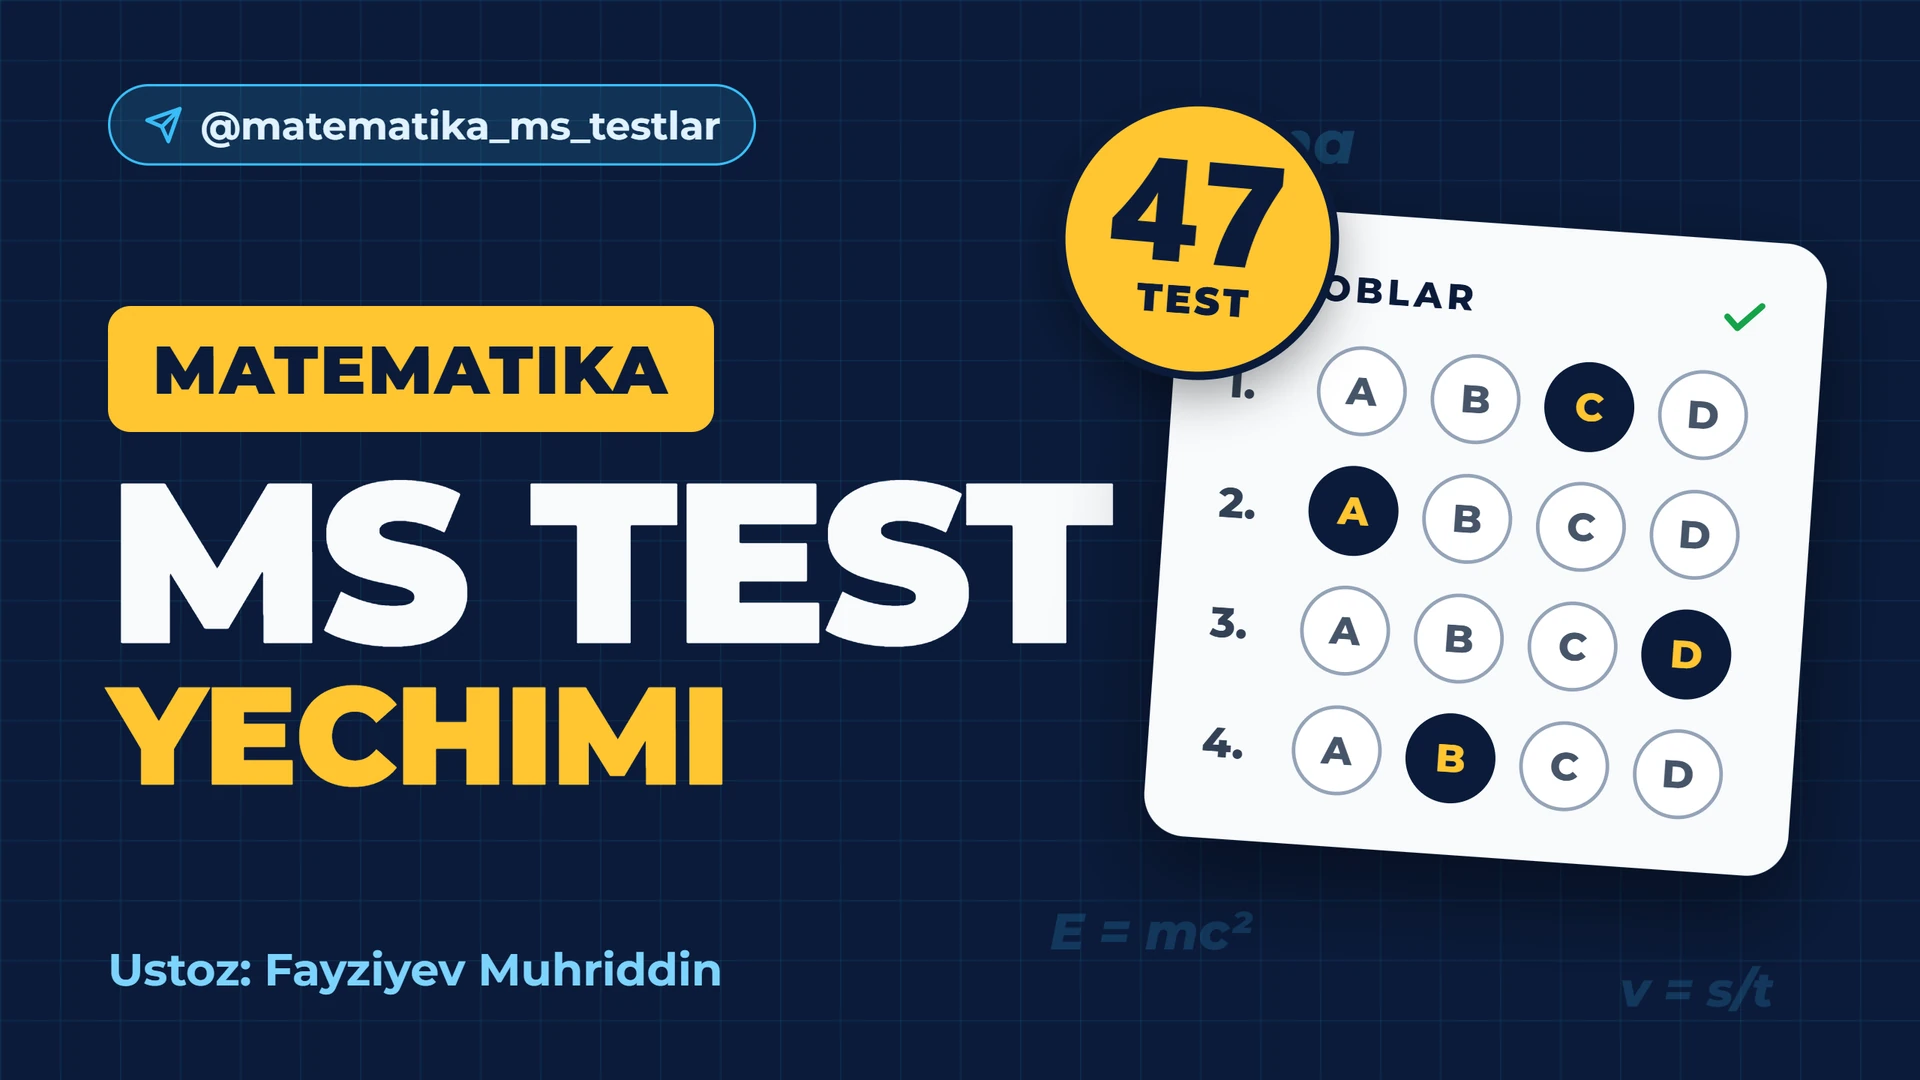 @matematika_ms_testlar
MATEMATIKA
MS TEST
YECHIMI
Ustoz: Fayziyev Muhriddin
47
TEST
OBLAR
1. A B C D
2. A B C D
3. A B C D
4. A B C D
E = mc²
v = s/t